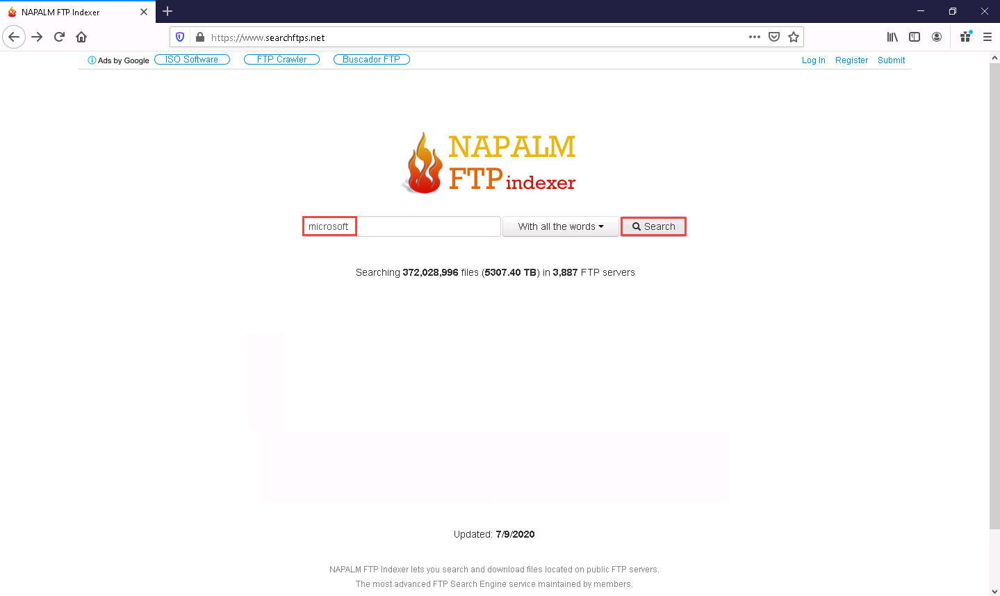 NAPALM FTP Indexer
https://www.searchftps.net
Ads by Google ISO Software FTP Crawler Buscador FTP Log In Register Submit
NAPALM
FTP indexer
microsoft With all the words Search
Searching 372,028,996 files (5307.40 TB) in 3,887 FTP servers
Updated: 7/9/2020
NAPALM FTP Indexer lets you search and download files located on public FTP servers.
The most advanced FTP Search Engine service maintained by members.